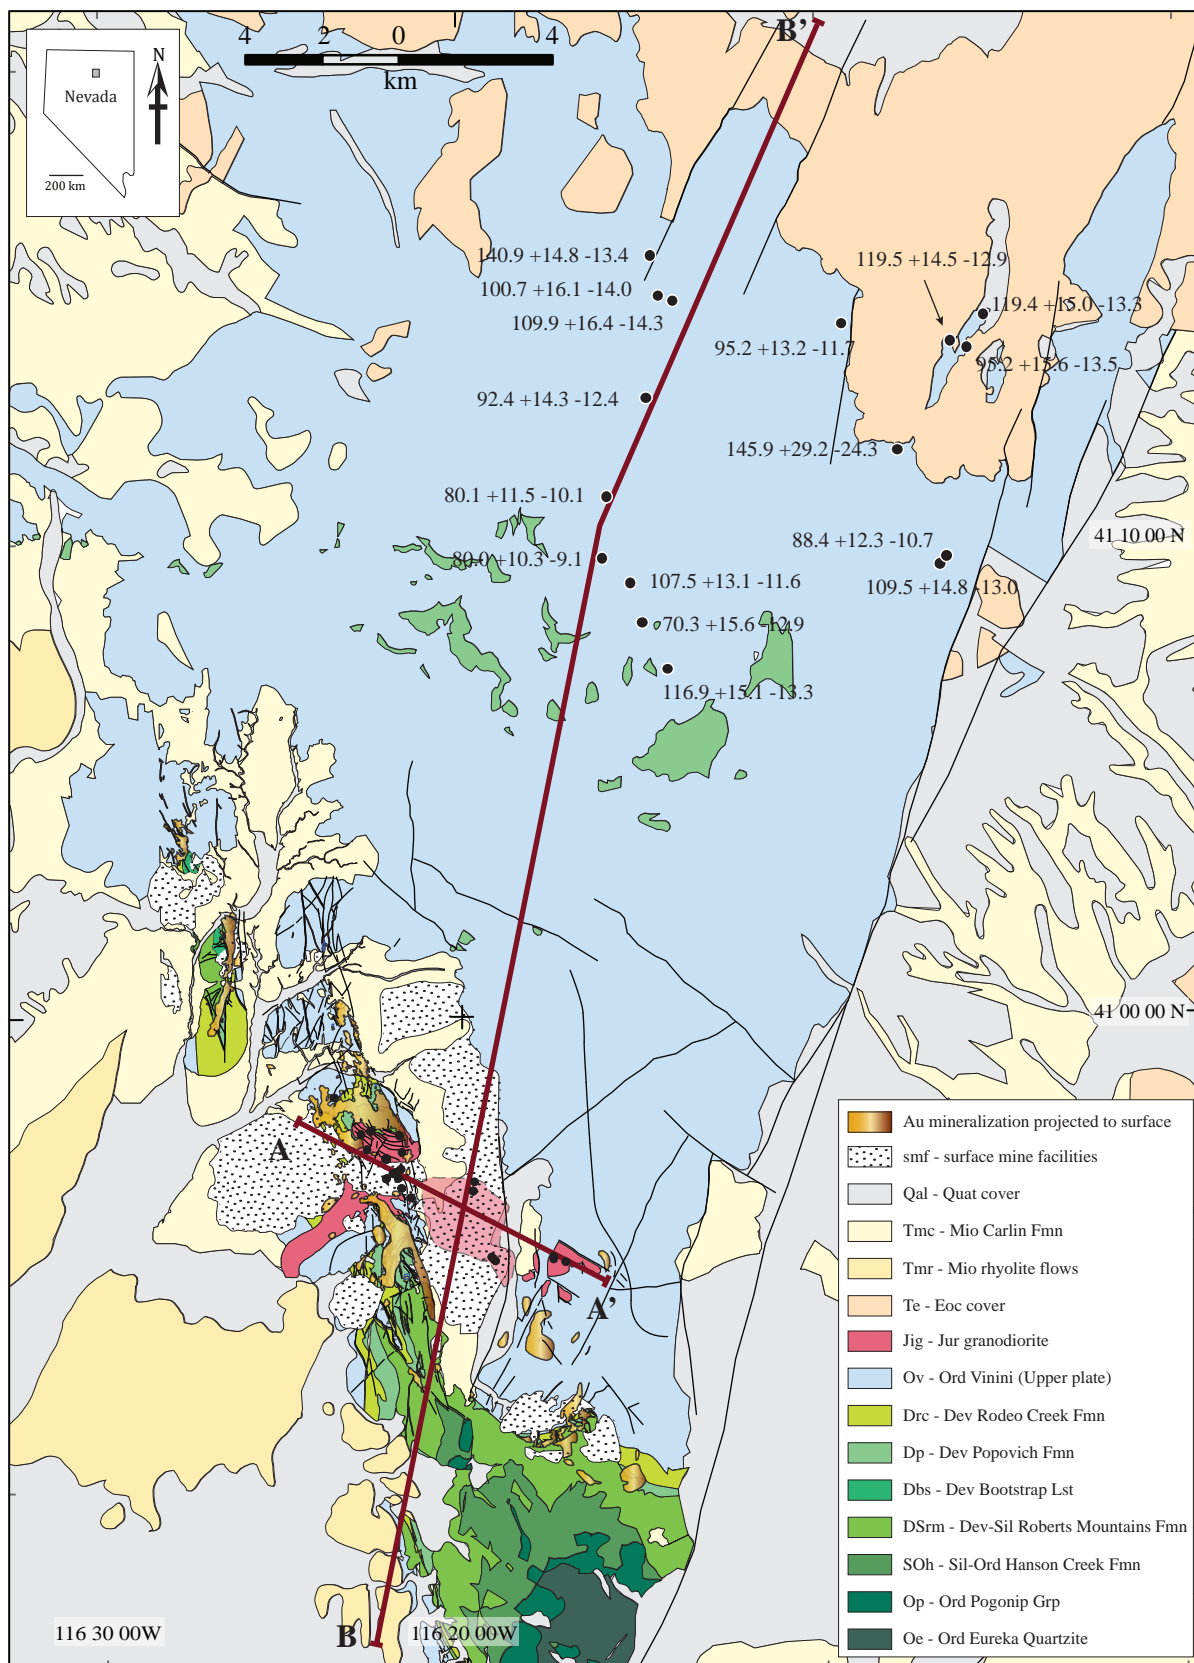 B'
4 2 0 4
km
N
Nevada
200 km
140.9 +14.8 -13.4
119.5 +14.5 -12.9
100.7 +16.1 -14.0
119.4 +15.0 -13.3
109.9 +16.4 -14.3
95.2 +13.2 -11.7
95.2 +15.6 -13.5
92.4 +14.3 -12.4
145.9 +29.2 -24.3
80.1 +11.5 -10.1
41 10 00 N
88.4 +12.3 -10.7
80.0 +10.3 -9.1
107.5 +13.1 -11.6
109.5 +14.8 -13.0
70.3 +15.6 -12.9
116.9 +15.1 -13.3
41 00 00 N
A
A'
B
116 30 00W
116 20 00W
Au mineralization projected to surface
smf - surface mine facilities
Qal - Quat cover
Tmc - Mio Carlin Fmn
Tmr - Mio rhyolite flows
Te - Eoc cover
Jig - Jur granodiorite
Ov - Ord Vinini (Upper plate)
Drc - Dev Rodeo Creek Fmn
Dp - Dev Popovich Fmn
Dbs - Dev Bootstrap Lst
DSrm - Dev-Sil Roberts Mountains Fmn
SOh - Sil-Ord Hanson Creek Fmn
Op - Ord Pogonip Grp
Oe - Ord Eureka Quartzite